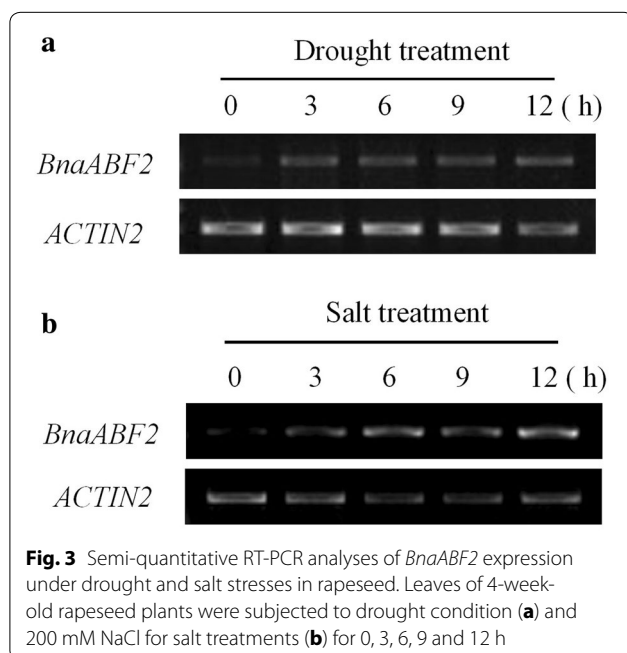 a
Drought treatment
0 3 6 9 12 ( h)
BnaABF2
ACTIN2
b
Salt treatment
0 3 6 9 12 ( h)
BnaABF2
ACTIN2
Fig. 3 Semi-quantitative RT-PCR analyses of BnaABF2 expression
under drought and salt stresses in rapeseed. Leaves of 4-week-
old rapeseed plants were subjected to drought condition (a) and
200 mM NaCl for salt treatments (b) for 0, 3, 6, 9 and 12 h